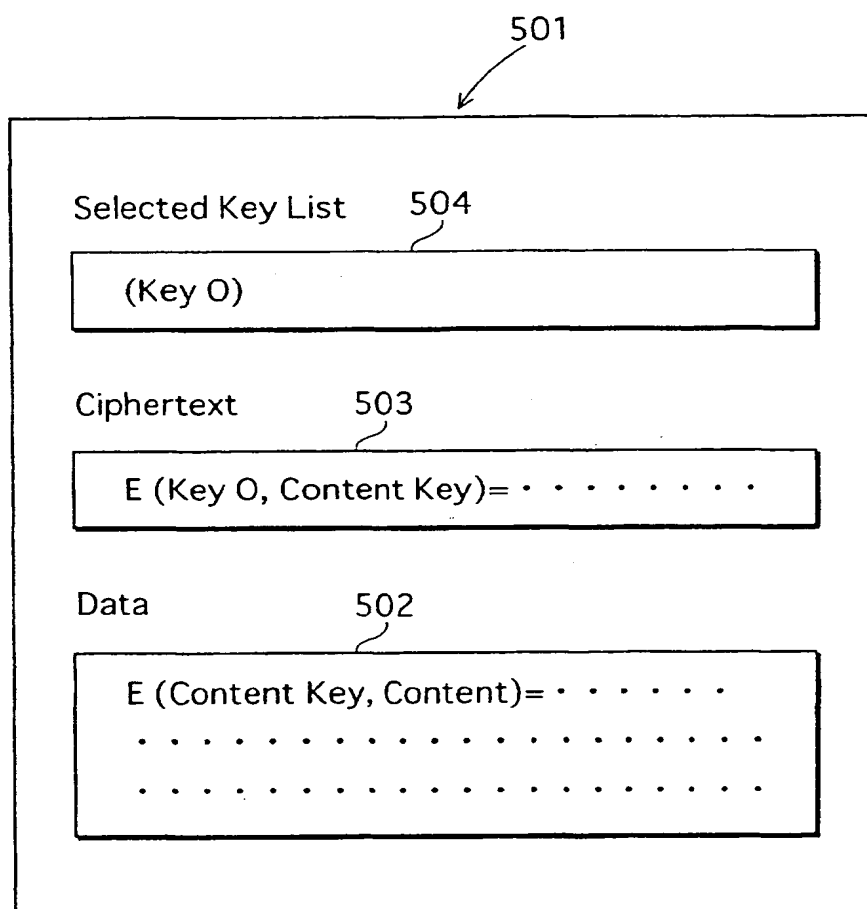 501
Selected Key List 504
(Key O)
Ciphertext 503
E (Key O, Content Key)= · · · · · · · ·
Data 502
E (Content Key, Content)= · · · · · ·
· · · · · · · · · · · · · · · · · · · ·
· · · · · · · · · · · · · · · · · · · ·